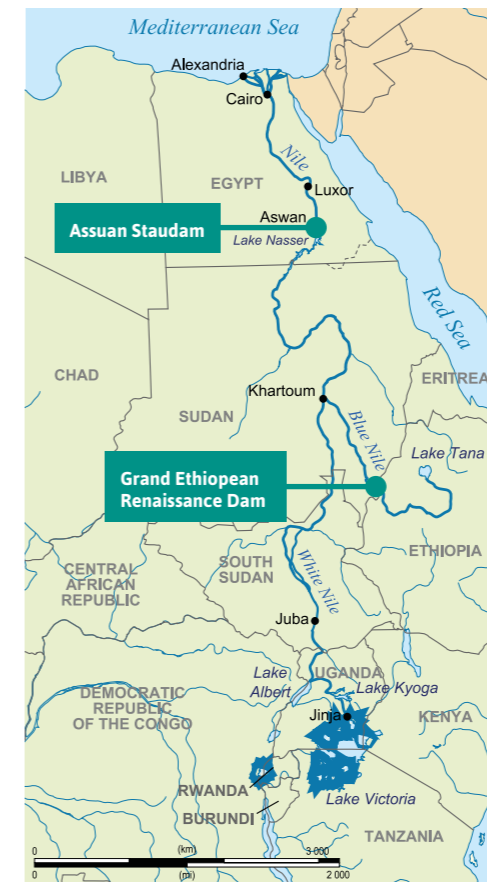 Mediterranean Sea
Alexandria
Cairo
Nile
LIBYA
EGYPT
Luxor
Assuan Staudam
Aswan
Lake Nasser
Red Sea
CHAD
ERITREA
Khartoum
SUDAN
Blue Nile
Lake Tana
Grand Ethiopean
Renaissance Dam
ETHIOPIA
SOUTH
SUDAN
White Nile
CENTRAL
AFRICAN
REPUBLIC
Juba
Lake
Albert
UGANDA
Lake Kyoga
DEMOCRATIC
REPUBLIC
OF THE CONGO
Jinja
KENYA
RWANDA
Lake Victoria
BURUNDI
TANZANIA
0 (km) 3 000
0 (mi) 2 000